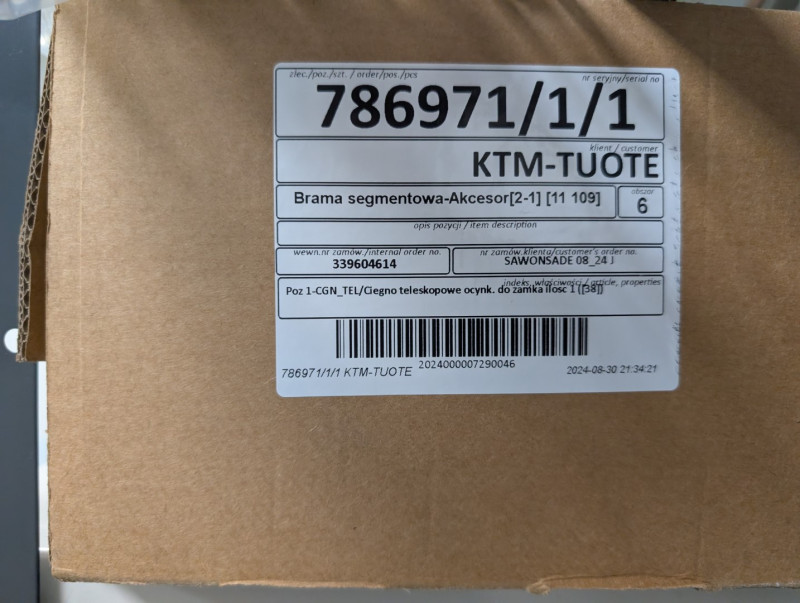 zlec./poz./szt. / order/pos./pcs
nr seryjny/serial no
786971/1/1
klient / customer
KTM-TUOTE
Brama segmentowa-Akcesor[2-1] [11 109]
obszar
6
opis pozycji / item description
wewn.nr zamów./internal order no.
339604614
nr zamów.klienta/customer's order no.
SAWONSADE 08_24 J
indeks, właściwości / article, properties
Poz 1-CGN_TEL/Ciegno teleskopowe ocynk. do zamka ilosc 1 ([38])
2024000007290046
786971/1/1 KTM-TUOTE
2024-08-30 21:34:21